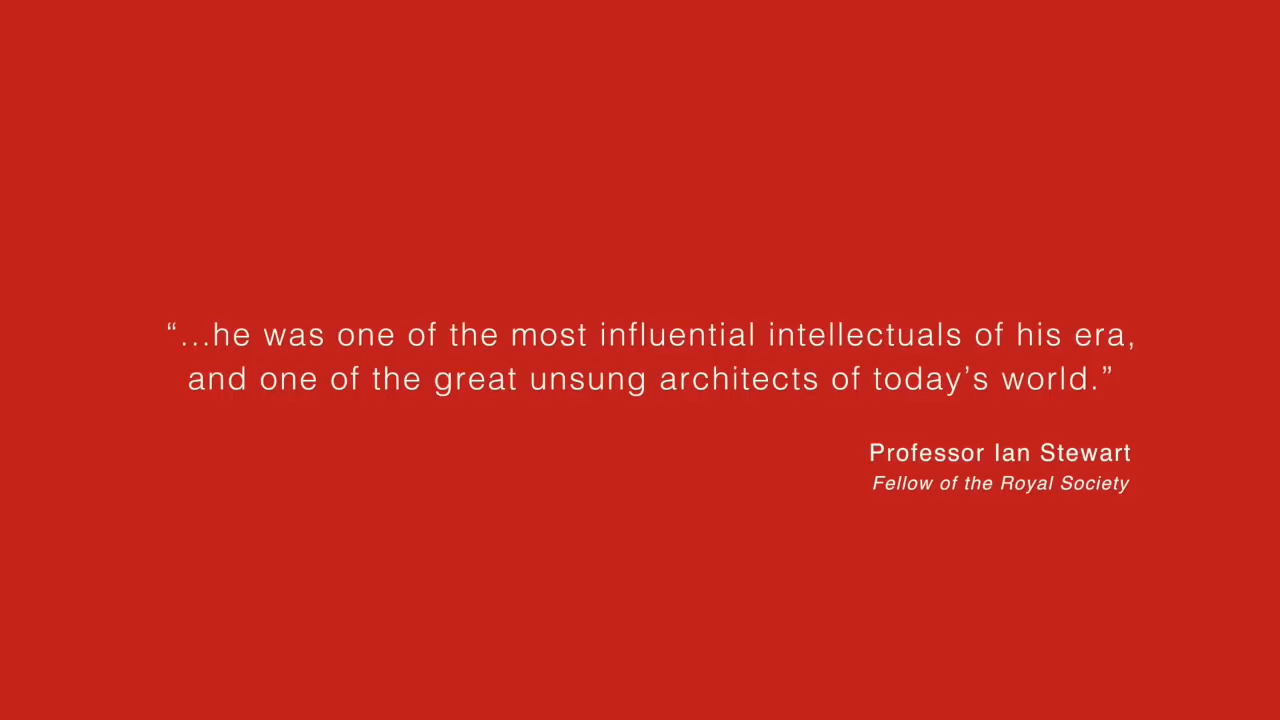 “...he was one of the most influential intellectuals of his era,
and one of the great unsung architects of today’s world.”
Professor Ian Stewart
Fellow of the Royal Society